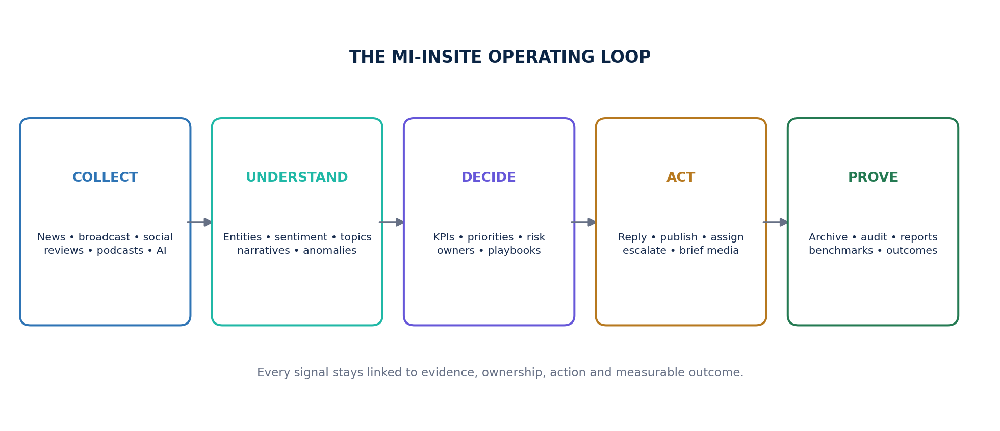 THE MI-INSITE OPERATING LOOP
COLLECT
News • broadcast • social
reviews • podcasts • AI
UNDERSTAND
Entities • sentiment • topics
narratives • anomalies
DECIDE
KPIs • priorities • risk
owners • playbooks
ACT
Reply • publish • assign
escalate • brief media
PROVE
Archive • audit • reports
benchmarks • outcomes
Every signal stays linked to evidence, ownership, action and measurable outcome.